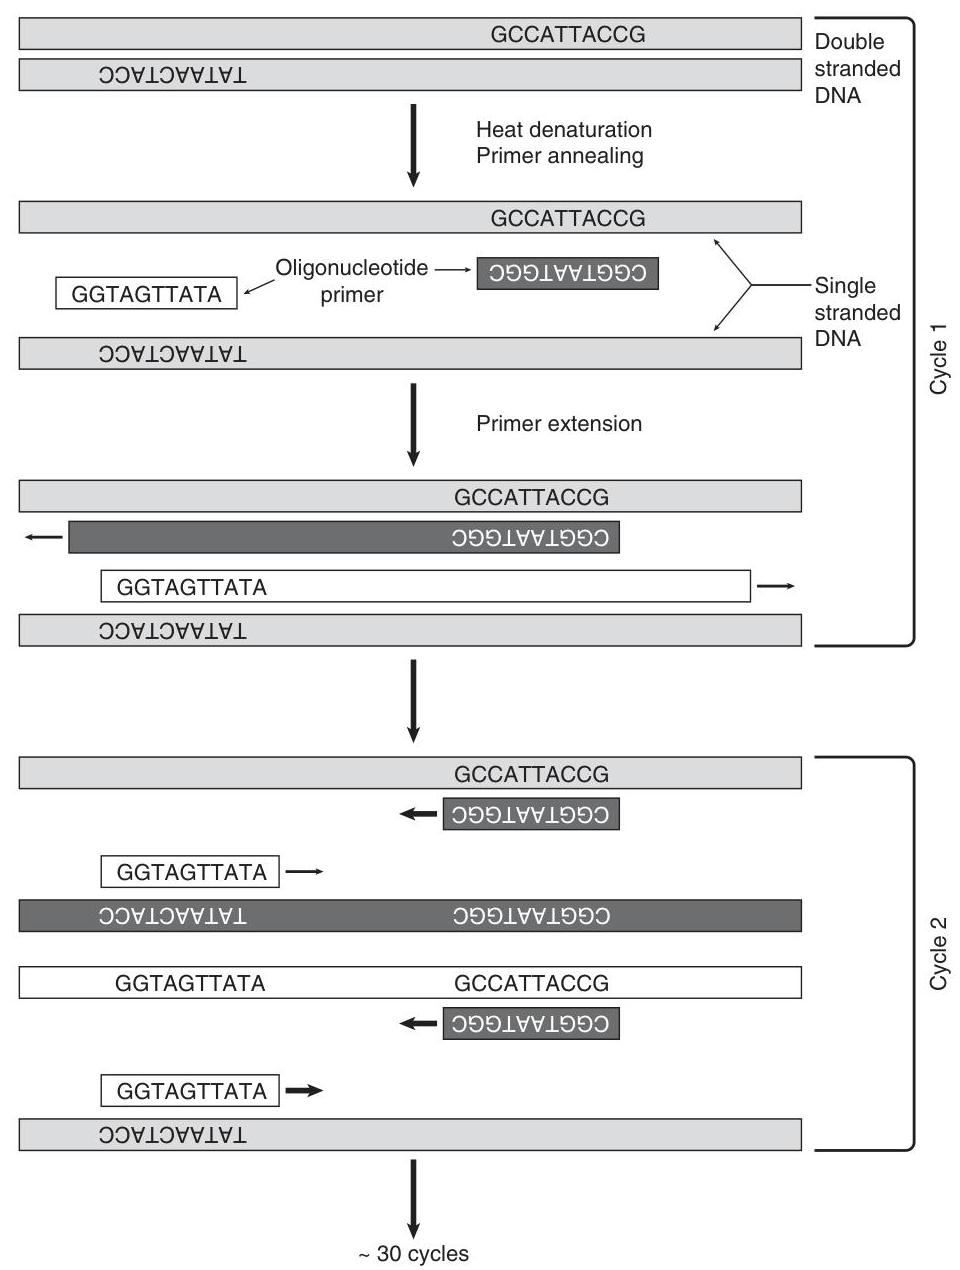 GCCATTACCG
TATAACTACC
Double
stranded
DNA
Heat denaturation
Primer annealing
GCCATTACCG
Oligonucleotide
primer
CGGTAATGGC
GGTAGTTATA
Single
stranded
DNA
TATAACTACC
Cycle 1
Primer extension
GCCATTACCG
CGGTAATGGC
GGTAGTTATA
TATAACTACC
GCCATTACCG
CGGTAATGGC
GGTAGTTATA
TATAACTACC CGGTAATGGC
GGTAGTTATA GCCATTACCG
CGGTAATGGC
Cycle 2
GGTAGTTATA
TATAACTACC
~ 30 cycles